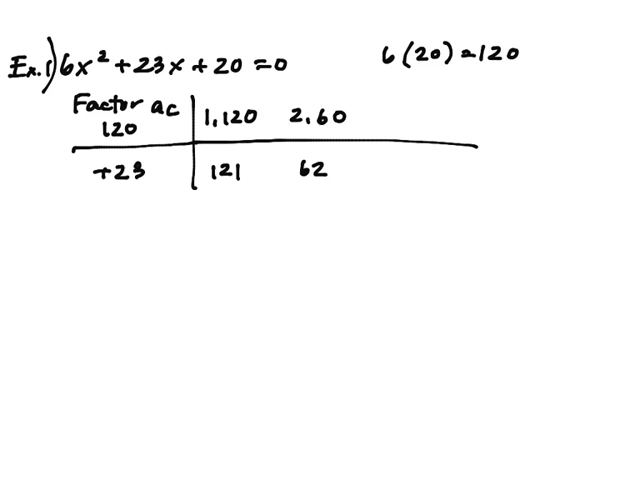 Ex.1) 6x² + 23x + 20 = 0 6(20) = 120
Factor ac 1,120 2,60
120
+23 121 62